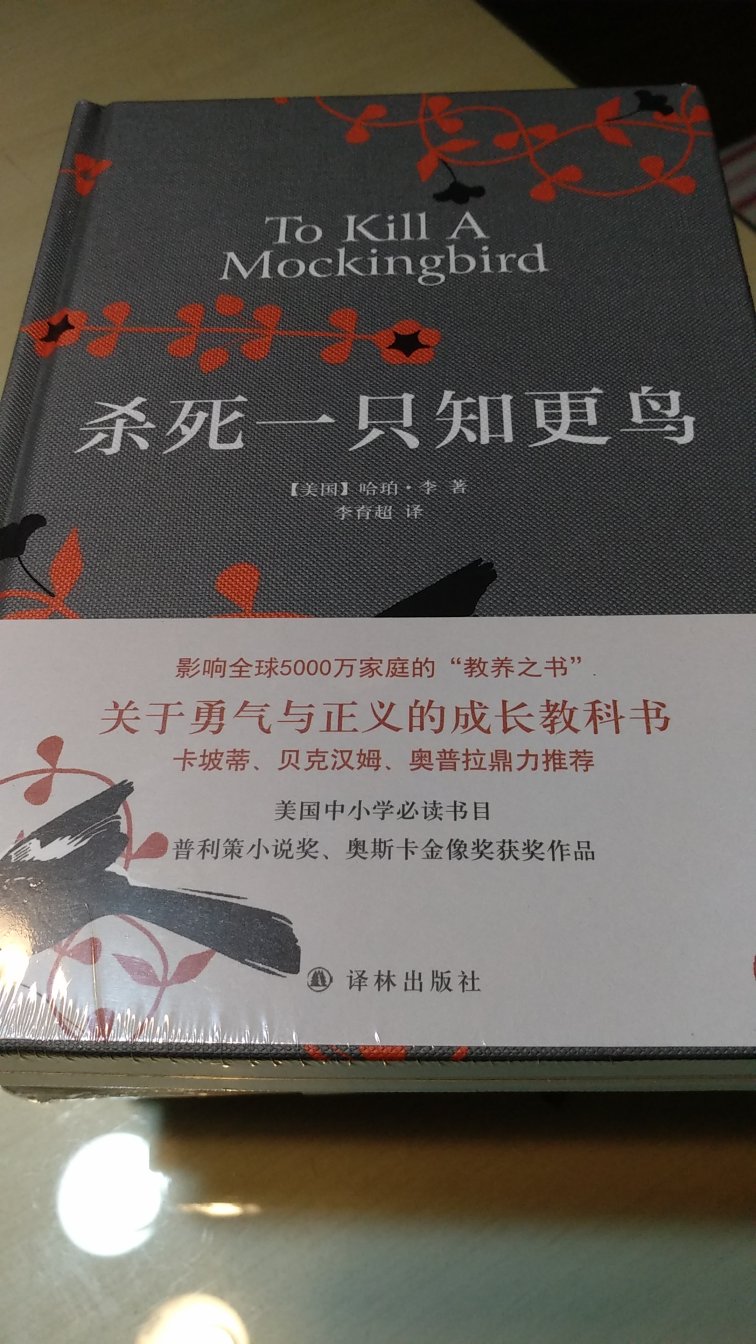 To Kill A
Mockingbird
杀死一只知更鸟
【美国】哈珀·李 著
李育超 译
影响全球5000万家庭的“教养之书”.
关于勇气与正义的成长教科书
卡坡蒂、贝克汉姆、奥普拉鼎力推荐
美国中小学必读书目
普利策小说奖、奥斯卡金像奖获奖作品
译林出版社